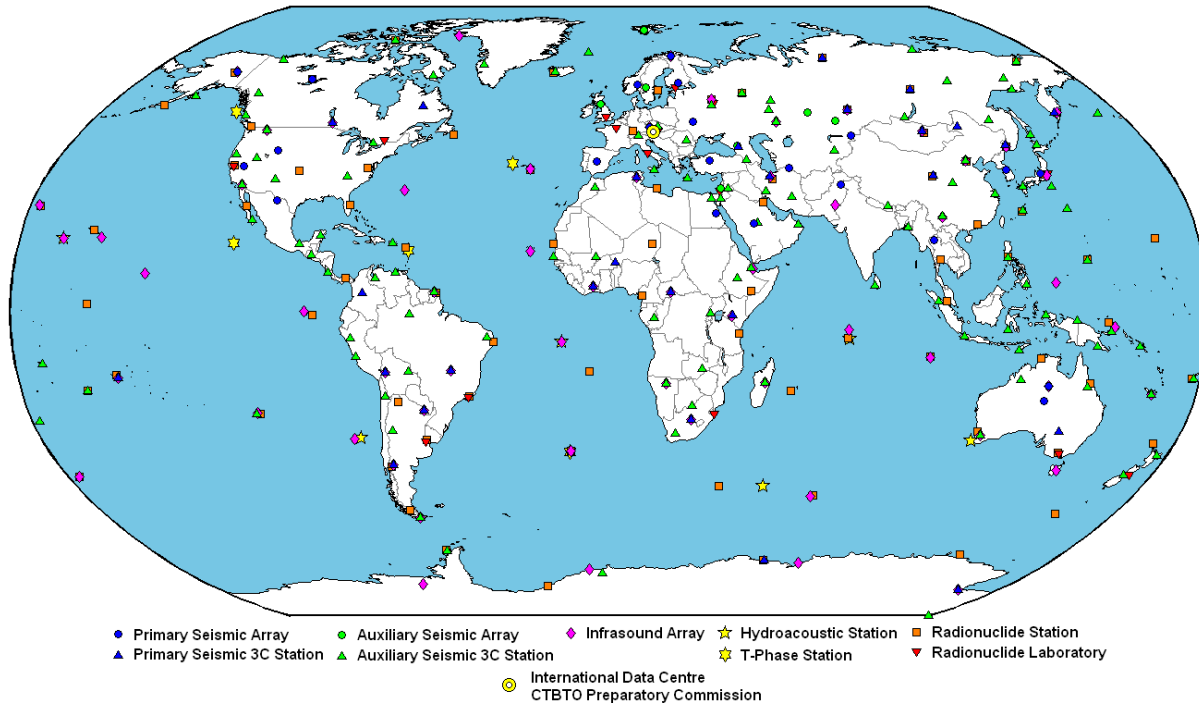 Primary Seismic Array
Auxiliary Seismic Array
Infrasound Array
Hydroacoustic Station
Radionuclide Station
Primary Seismic 3C Station
Auxiliary Seismic 3C Station
T-Phase Station
Radionuclide Laboratory
International Data Centre
CTBTO Preparatory Commission